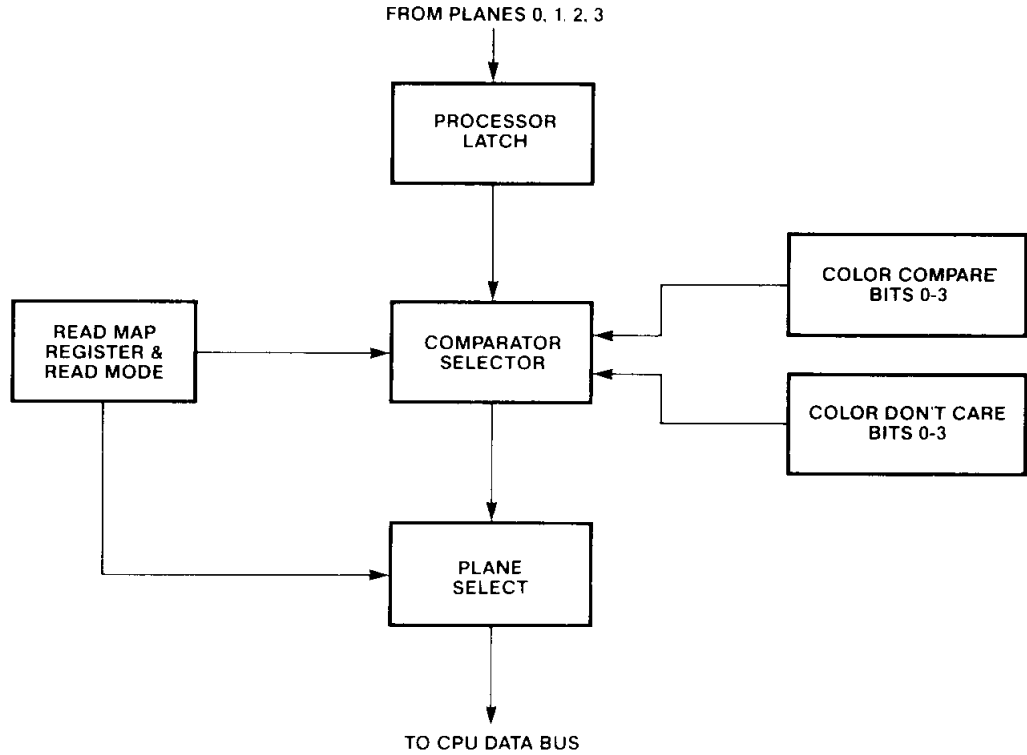 FROM PLANES 0, 1, 2, 3
PROCESSOR
LATCH
COLOR COMPARE
BITS 0-3
READ MAP
REGISTER &
READ MODE
COMPARATOR
SELECTOR
COLOR DON'T CARE
BITS 0-3
PLANE
SELECT
TO CPU DATA BUS